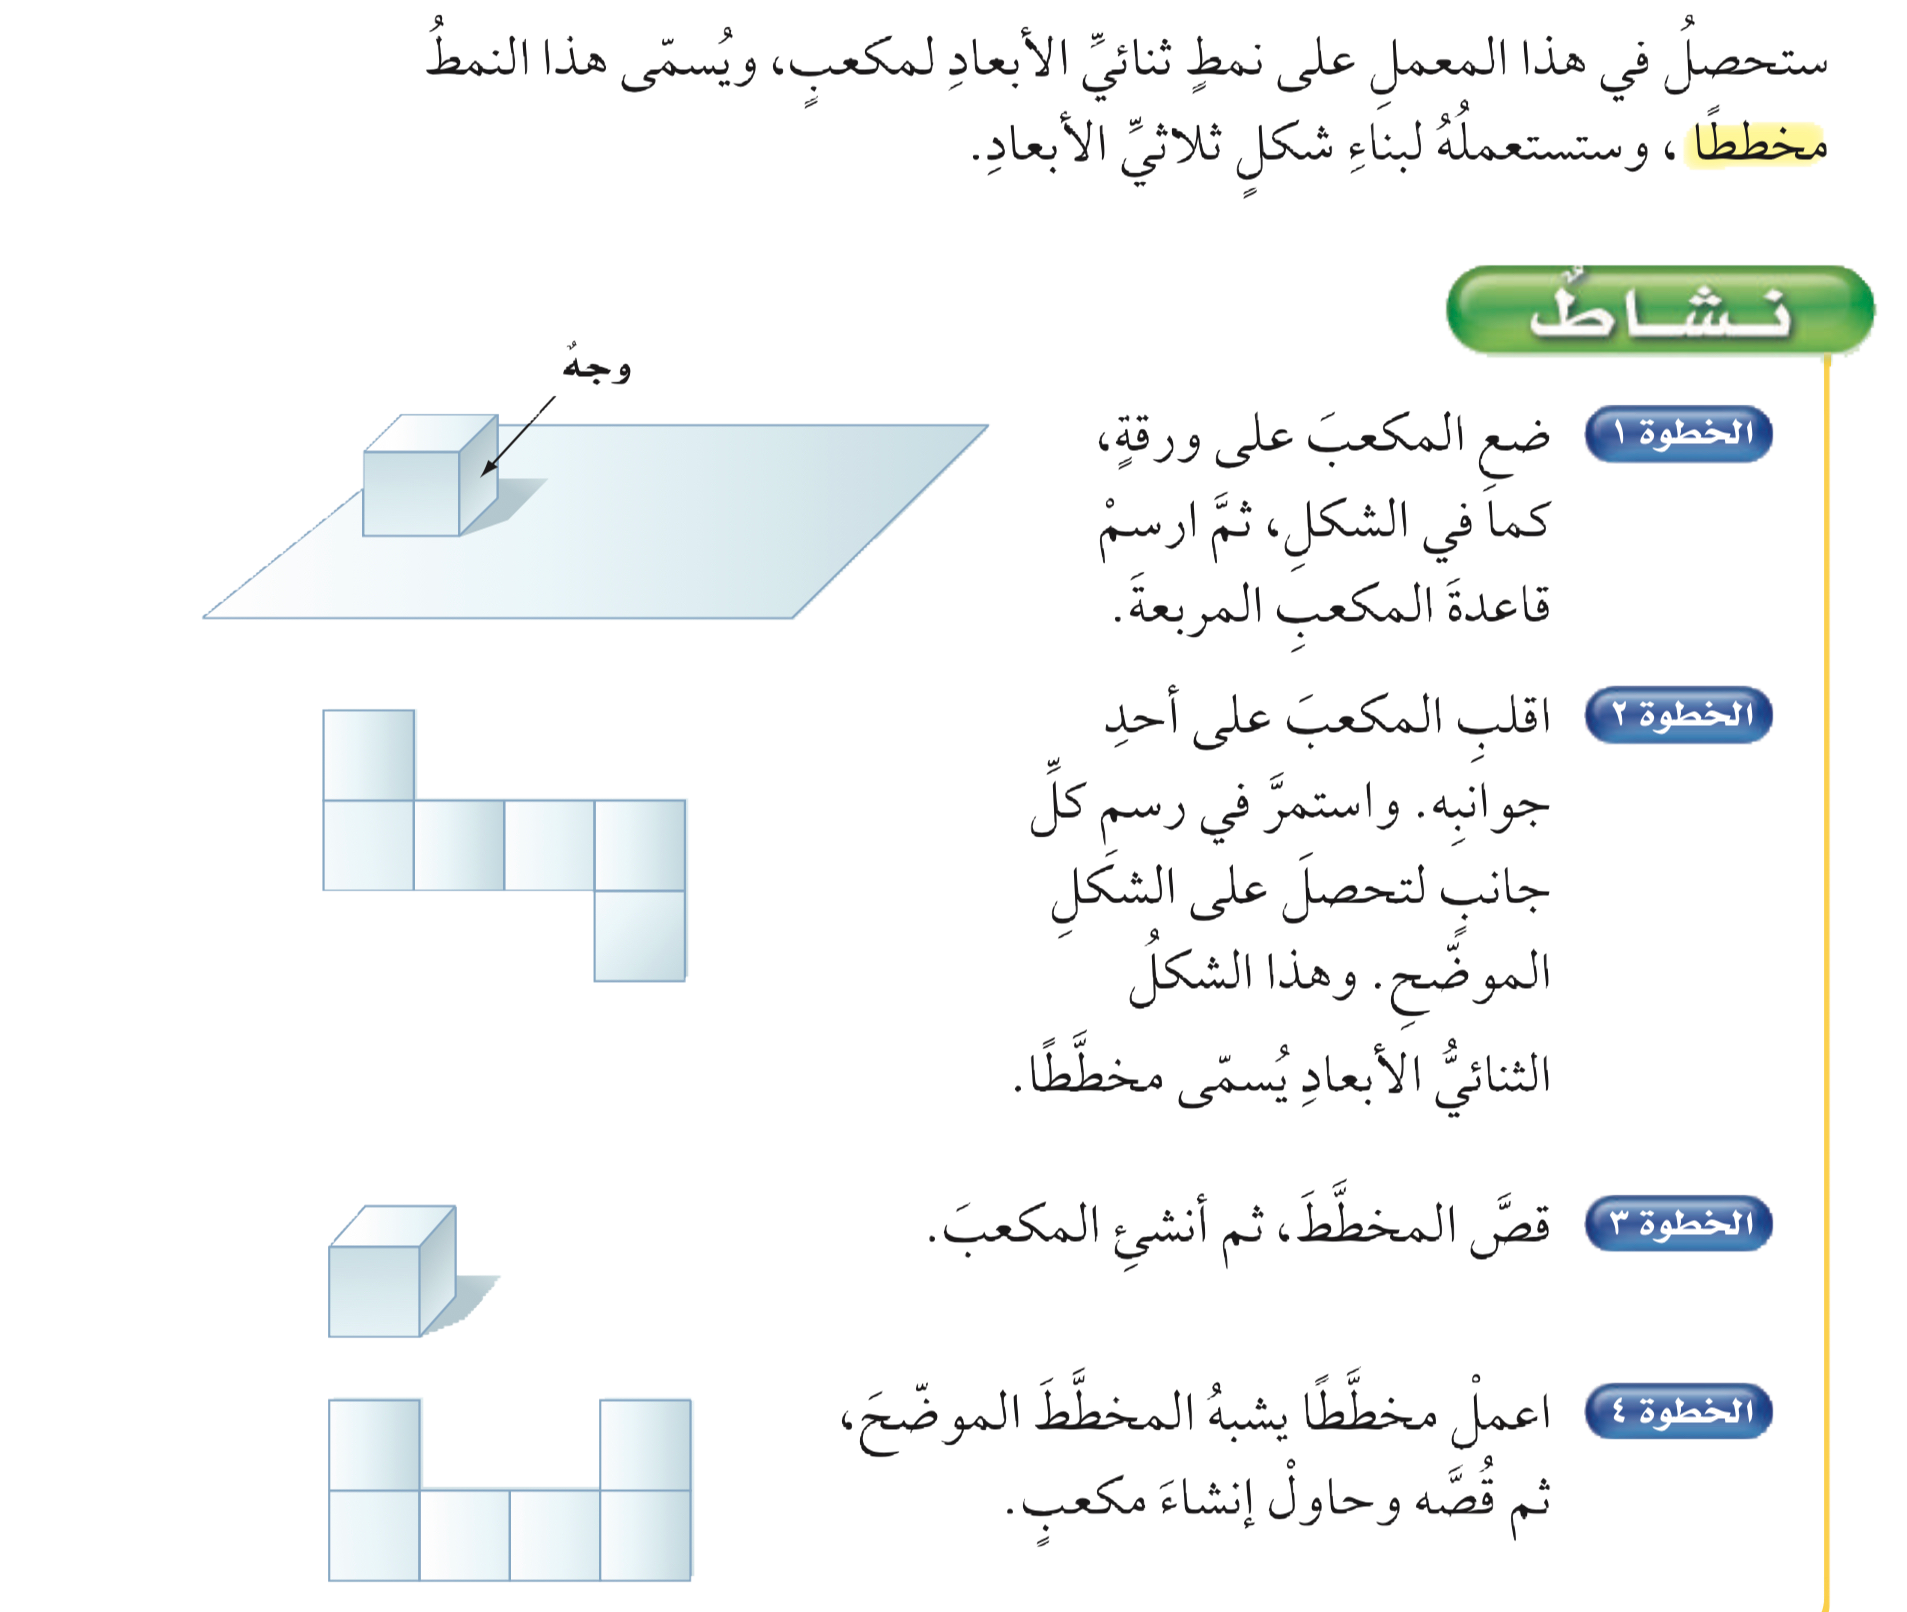 ستحصلُ في هذا المعملِ على نمطٍ ثنائيِّ الأبعادِ لمكعبٍ، ويُسمّى هذا النمطُ
مخططًا ، وستستعملُهُ لبناءِ شكلٍ ثلاثيِّ الأبعادِ.
نشاطٌ
وجهٌ
الخطوة ١ ضعِ المكعبَ على ورقةٍ،
كما في الشكلِ، ثمَّ ارسمْ
قاعدةَ المكعبِ المربعةَ.
الخطوة ٢ اقلبِ المكعبَ على أحدِ
جوانبِه. واستمرَّ في رسمِ كلِّ
جانبٍ لتحصلَ على الشكلِ
الموضّحِ. وهذا الشكلُ
الثنائيُّ الأبعادِ يُسمّى مخطَّطًا.
الخطوة ٣ قصَّ المخطَّطَ، ثم أنشئِ المكعبَ.
الخطوة ٤ اعملْ مخطَّطًا يشبهُ المخطَّطَ الموضّحَ،
ثم قُصَّه وحاولْ إنشاءَ مكعبٍ.